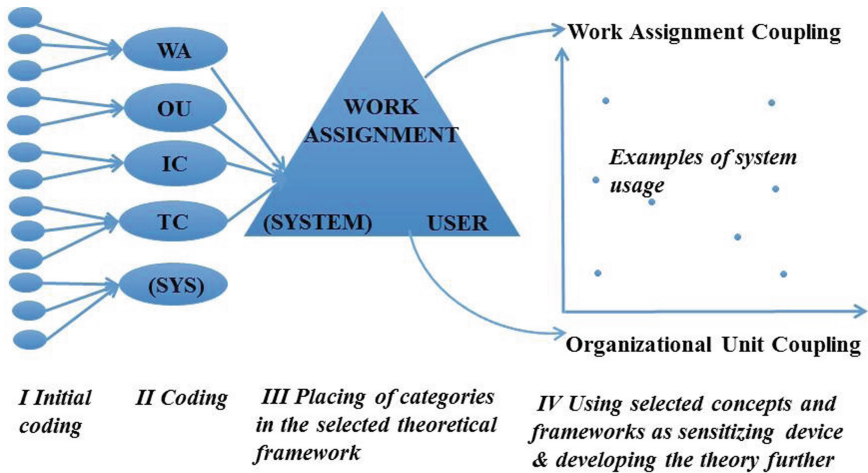 WA
OU
IC
TC
(SYS)
WORK
ASSIGNMENT
(SYSTEM) USER
Work Assignment Coupling
Examples of system
usage
Organizational Unit Coupling
I Initial
coding
II Coding
III Placing of categories
in the selected theoretical
framework
IV Using selected concepts and
frameworks as sensitizing device
& developing the theory further